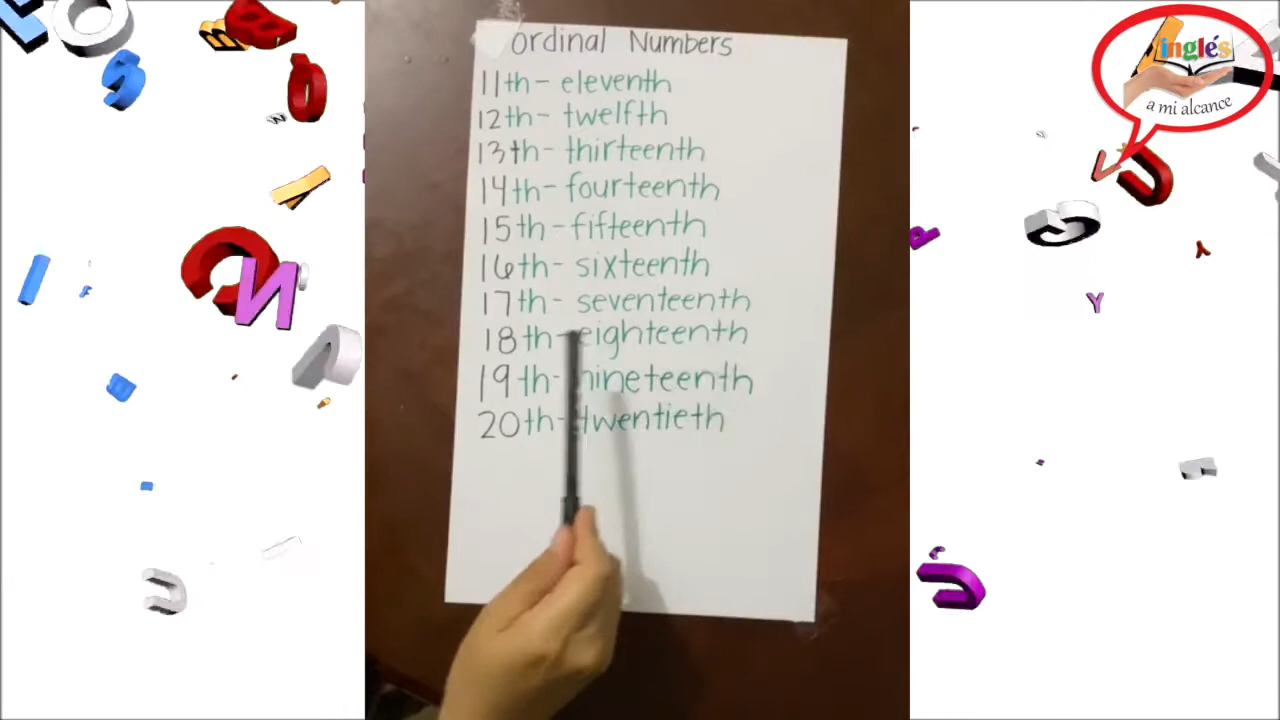 ordinal Numbers
11th - eleventh
12th - twelfth
13th - thirteenth
14th - fourteenth
15th - fifteenth
16th - sixteenth
17th - seventeenth
18th - eighteenth
19th - nineteenth
20th - twentieth
inglés
a mi alcance